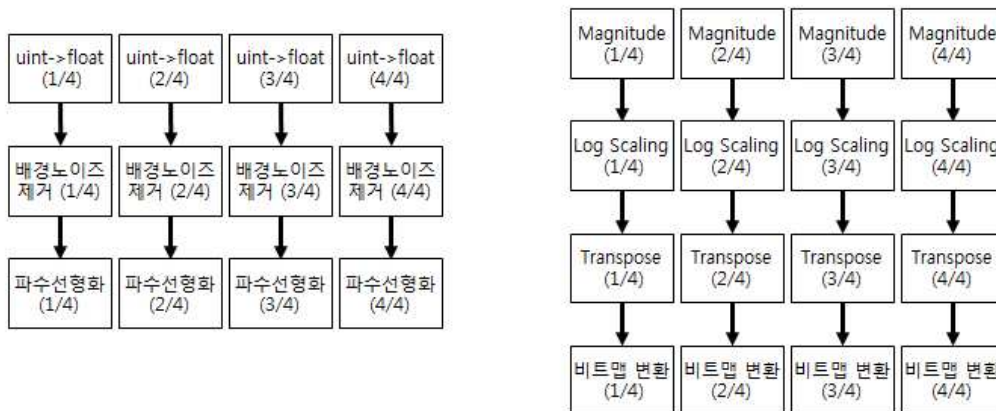 uint->float
(1/4)
uint->float
(2/4)
uint->float
(3/4)
uint->float
(4/4)
배경노이즈
제거 (1/4)
배경노이즈
제거 (2/4)
배경노이즈
제거 (3/4)
배경노이즈
제거 (4/4)
파수선형화
(1/4)
파수선형화
(2/4)
파수선형화
(3/4)
파수선형화
(4/4)
Magnitude
(1/4)
Magnitude
(2/4)
Magnitude
(3/4)
Magnitude
(4/4)
Log Scaling
(1/4)
Log Scaling
(2/4)
Log Scaling
(3/4)
Log Scaling
(4/4)
Transpose
(1/4)
Transpose
(2/4)
Transpose
(3/4)
Transpose
(4/4)
비트맵 변환
(1/4)
비트맵 변환
(2/4)
비트맵 변환
(3/4)
비트맵 변환
(4/4)